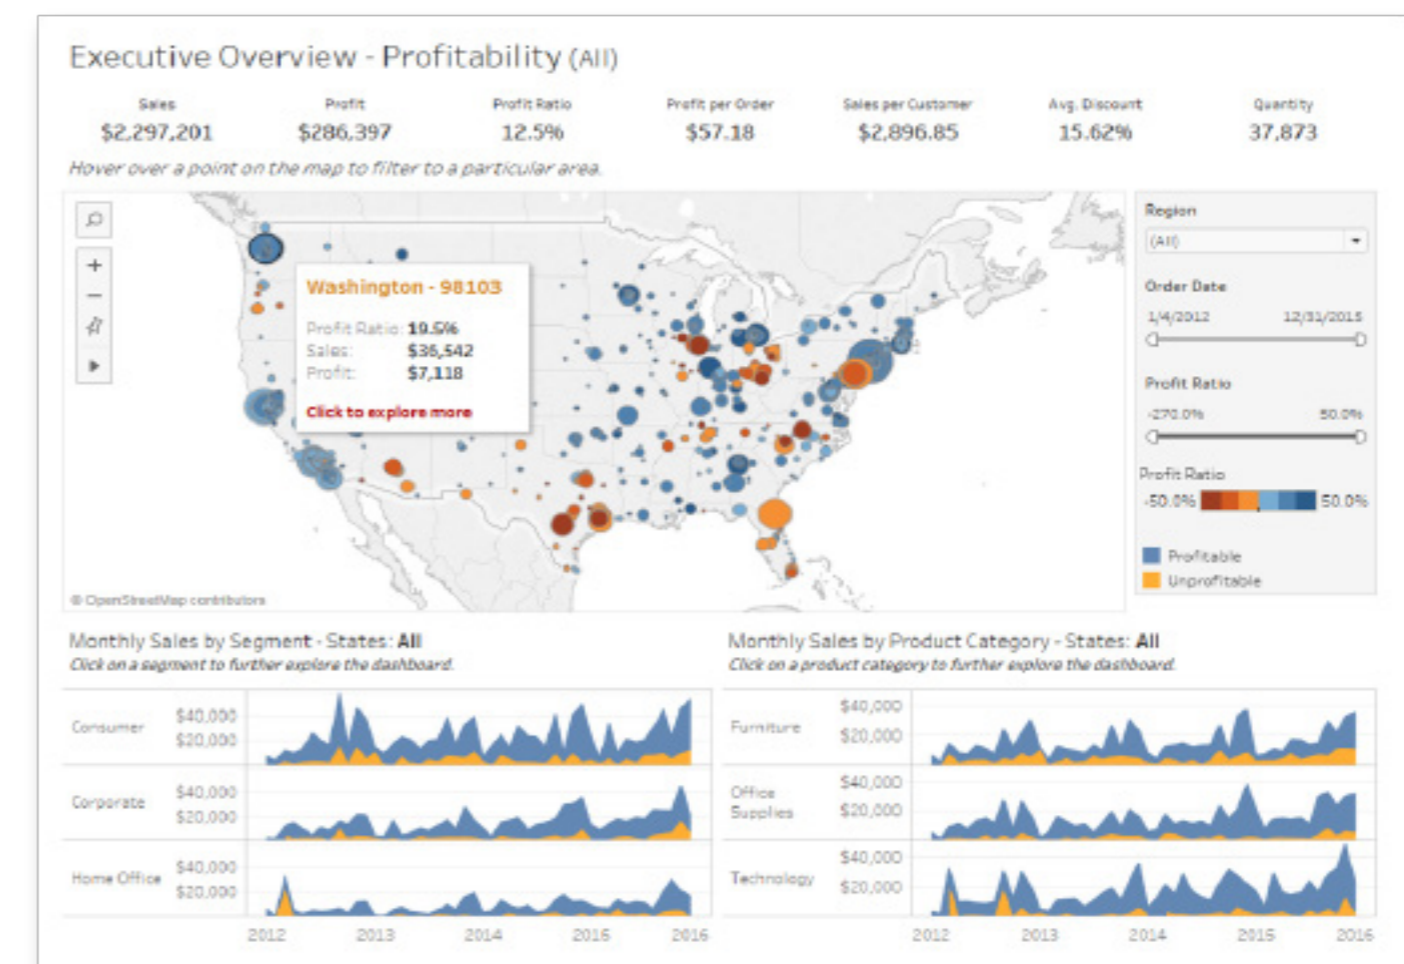 Executive Overview - Profitability (All)
Sales Profit Profit Ratio Profit per Order Sales per Customer Avg. Discount Quantity
$2,297,201 $286,397 12.5% $57.18 $2,896.85 15.62% 37,873
Hover over a point on the map to filter to a particular area.
Region
(All)
Order Date
1/4/2012 12/31/2015
Profit Ratio
-270.0% 50.0%
Profit Ratio
-50.0% 50.0%
Profitable
Unprofitable
Washington - 98103
Profit Ratio: 19.5%
Sales: $36,542
Profit: $7,118
Click to explore more
© OpenStreetMap contributors
Monthly Sales by Segment - States: All
Click on a segment to further explore the dashboard.
Consumer
$40,000
$20,000
Corporate
$40,000
$20,000
Home Office
$40,000
$20,000
2012 2013 2014 2015 2016
Monthly Sales by Product Category - States: All
Click on a product category to further explore the dashboard.
Furniture
$40,000
$20,000
Office
Supplies
$40,000
$20,000
Technology
$40,000
$20,000
2012 2013 2014 2015 2016